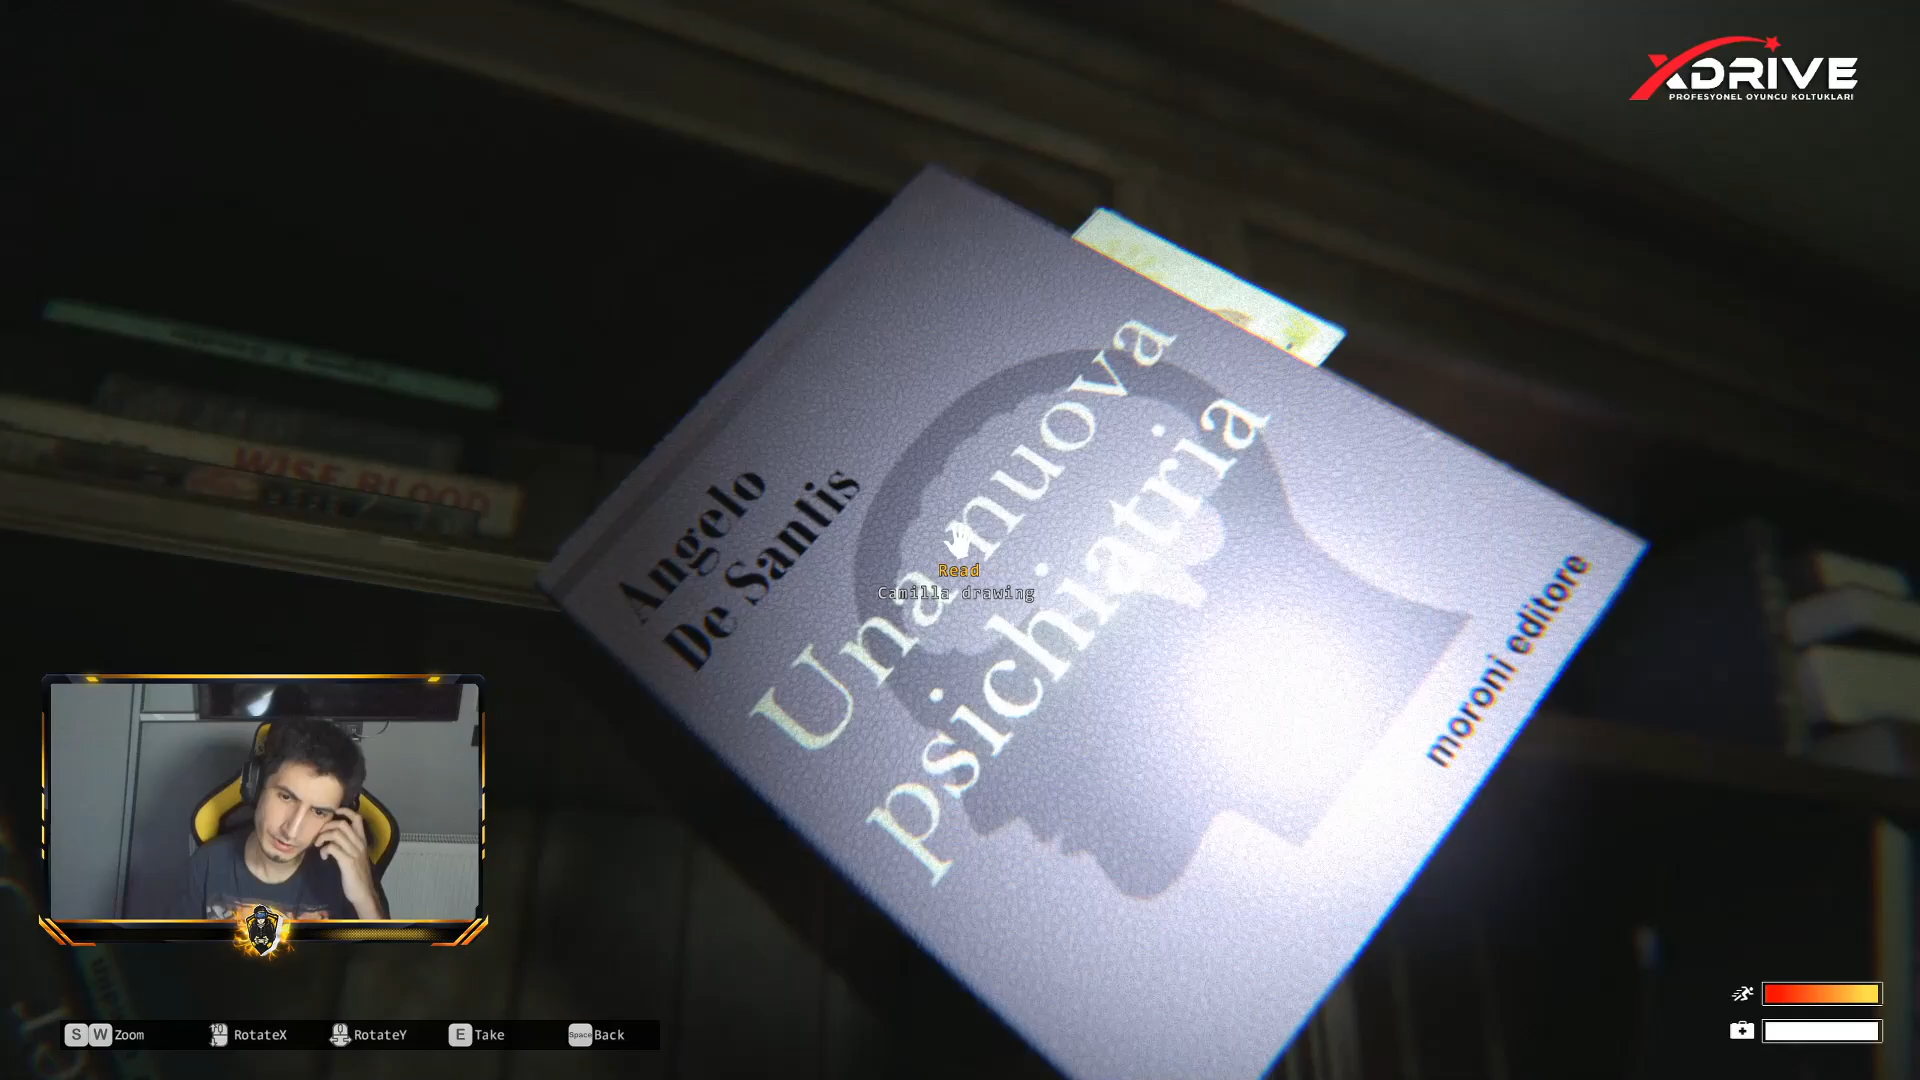 XDRIVE
PROFESYONEL OYUNCU KOLTUKLARI
Angelo
De Santis
Una nuova
psichiatria
moroni editore
WISE BLOOD
Read
Camilla drawing
S W Zoom
RotateX
RotateY
E Take
Space Back